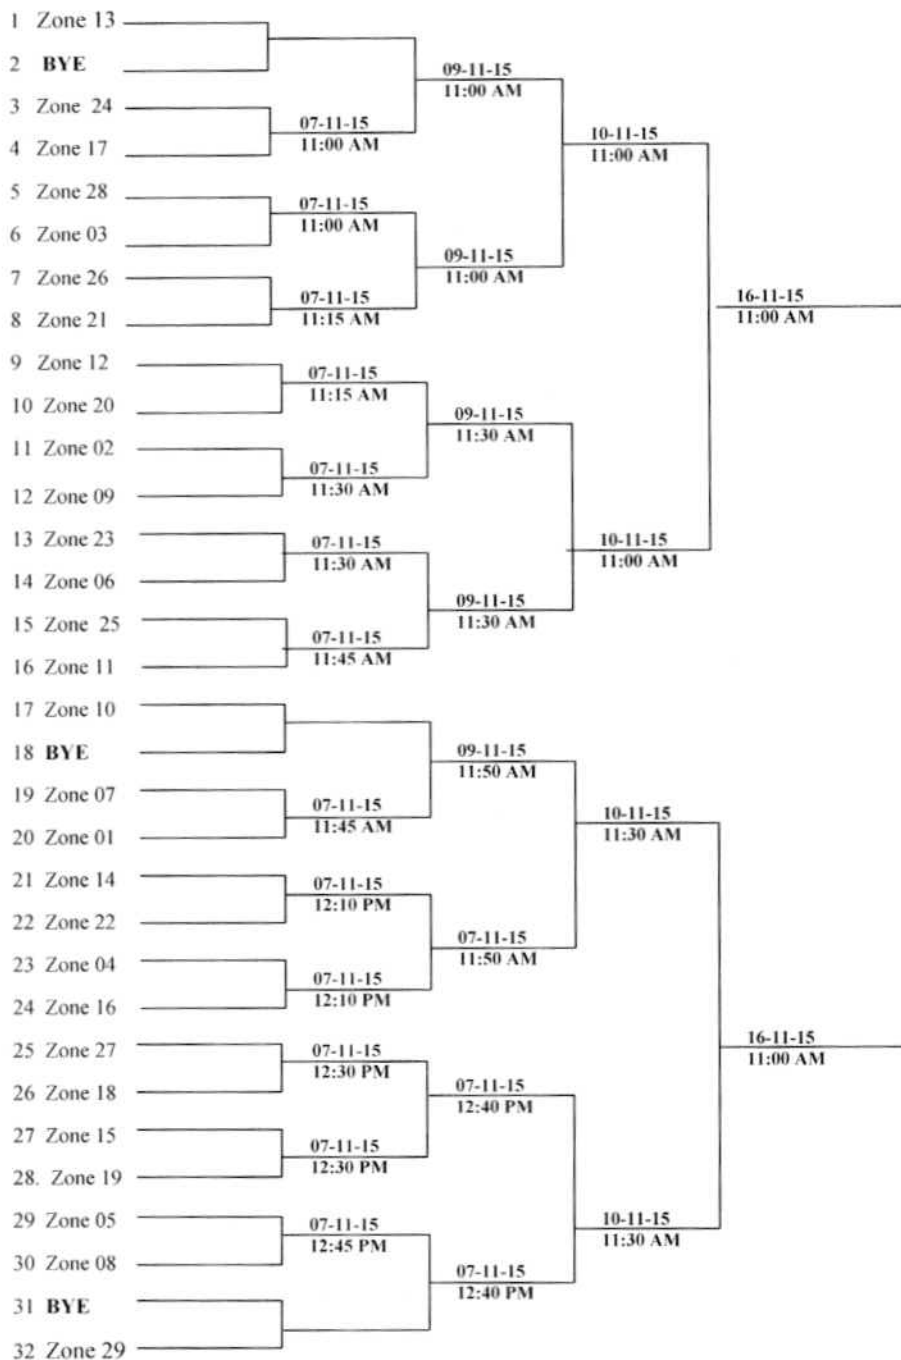 1 Zone 13
2 BYE
3 Zone 24
4 Zone 17
5 Zone 28
6 Zone 03
7 Zone 26
8 Zone 21
9 Zone 12
10 Zone 20
11 Zone 02
12 Zone 09
13 Zone 23
14 Zone 06
15 Zone 25
16 Zone 11
17 Zone 10
18 BYE
19 Zone 07
20 Zone 01
21 Zone 14
22 Zone 22
23 Zone 04
24 Zone 16
25 Zone 27
26 Zone 18
27 Zone 15
28. Zone 19
29 Zone 05
30 Zone 08
31 BYE
32 Zone 29
07-11-15
11:00 AM
07-11-15
11:00 AM
07-11-15
11:15 AM
07-11-15
11:15 AM
07-11-15
11:30 AM
07-11-15
11:30 AM
07-11-15
11:45 AM
07-11-15
11:45 AM
07-11-15
12:10 PM
07-11-15
12:10 PM
07-11-15
12:30 PM
07-11-15
12:30 PM
07-11-15
12:45 PM
09-11-15
11:00 AM
09-11-15
11:00 AM
09-11-15
11:30 AM
09-11-15
11:30 AM
09-11-15
11:50 AM
07-11-15
11:50 AM
07-11-15
12:40 PM
07-11-15
12:40 PM
10-11-15
11:00 AM
10-11-15
11:00 AM
10-11-15
11:30 AM
10-11-15
11:30 AM
16-11-15
11:00 AM
16-11-15
11:00 AM